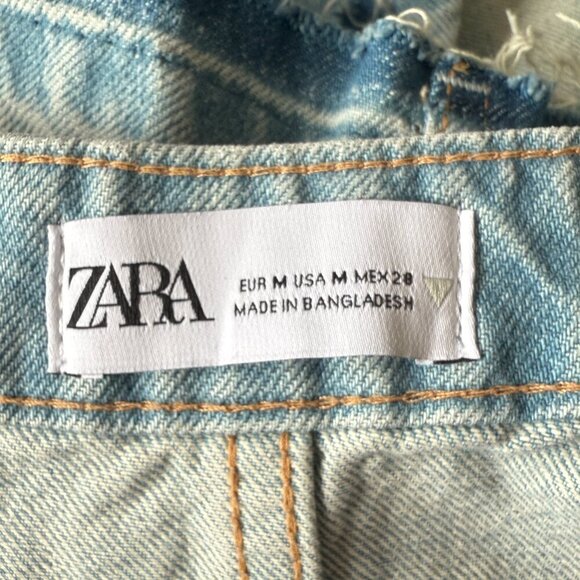 ZARA
EUR M USA M MEX 28
MADE IN BANGLADESH